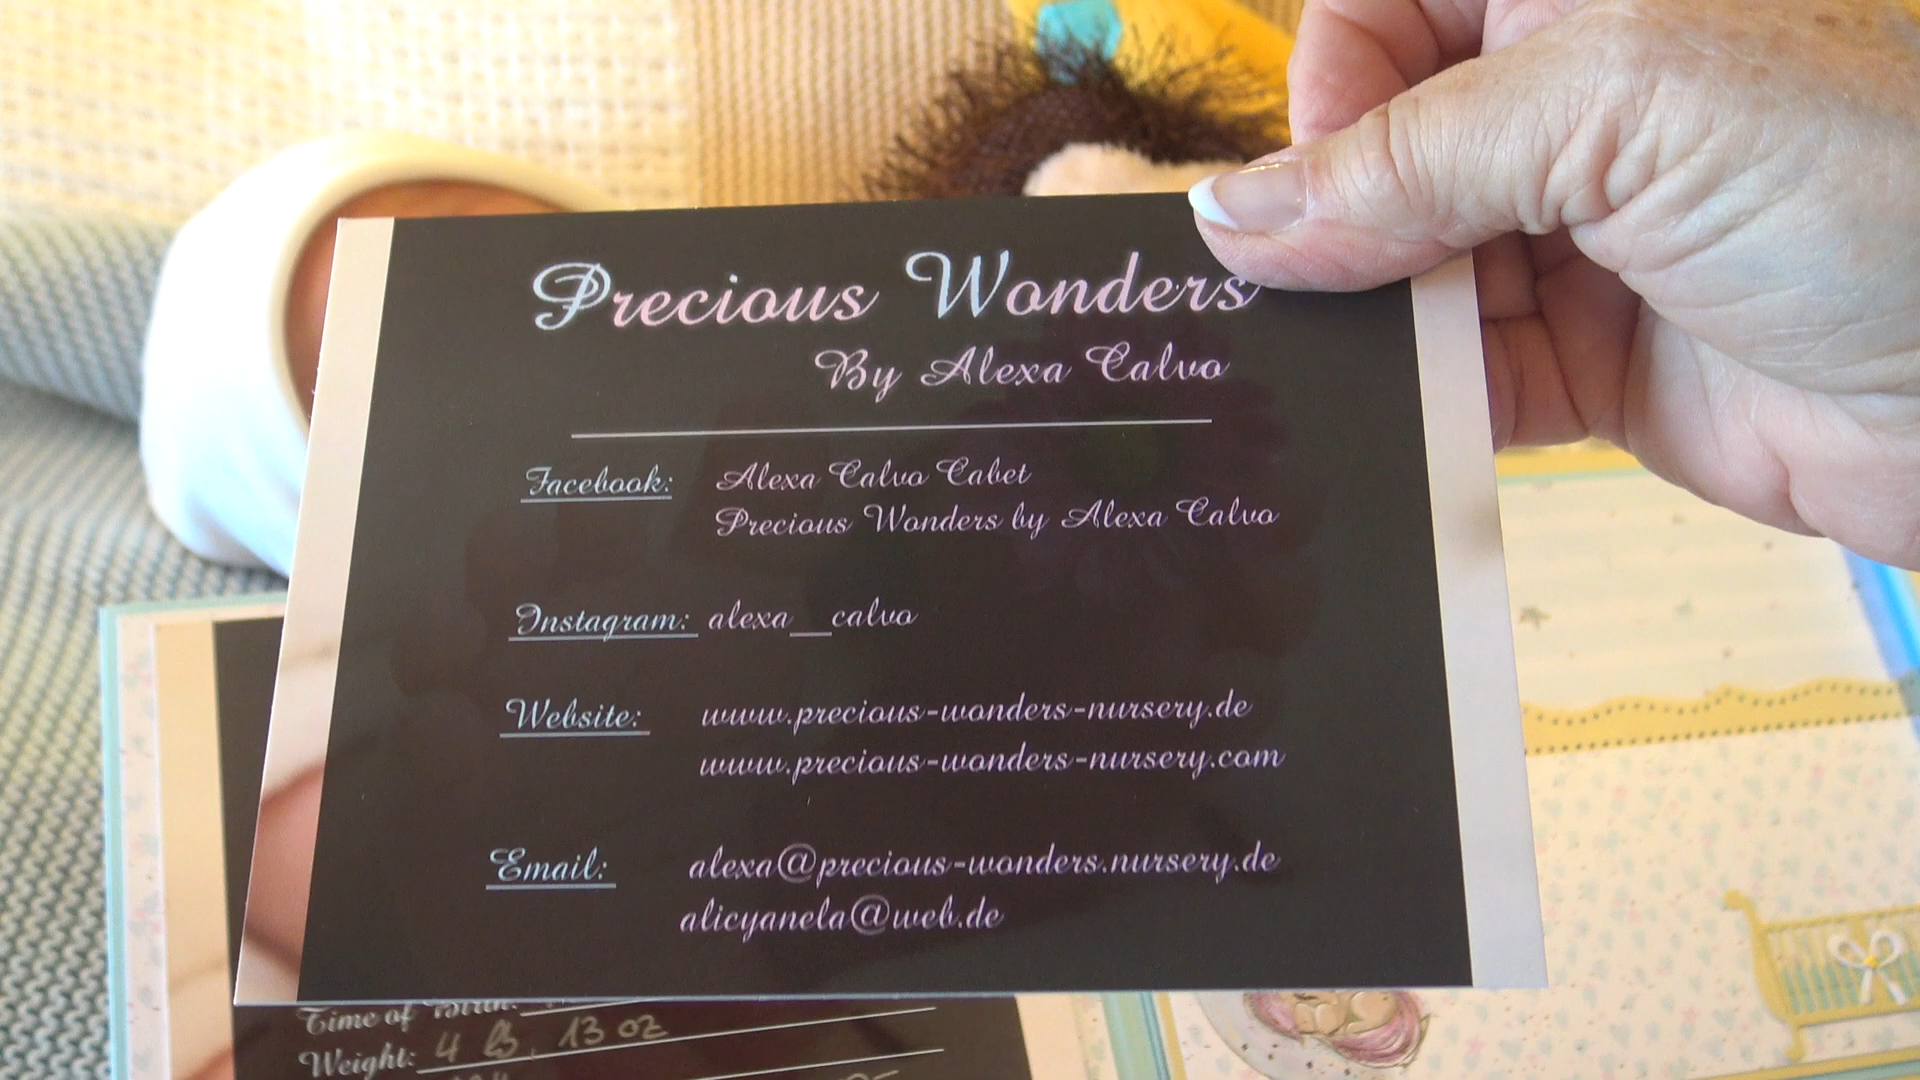 Precious Wonders
By Alexa Calvo
Facebook: Alexa Calvo Cabet
Precious Wonders by Alexa Calvo
Instagram: alexa__calvo
Website: www.precious-wonders-nursery.de
www.precious-wonders-nursery.com
Email: alexa@precious-wonders.nursery.de
alicyanela@web.de
Time of Birth:
Weight: 4 lb, 13 oz